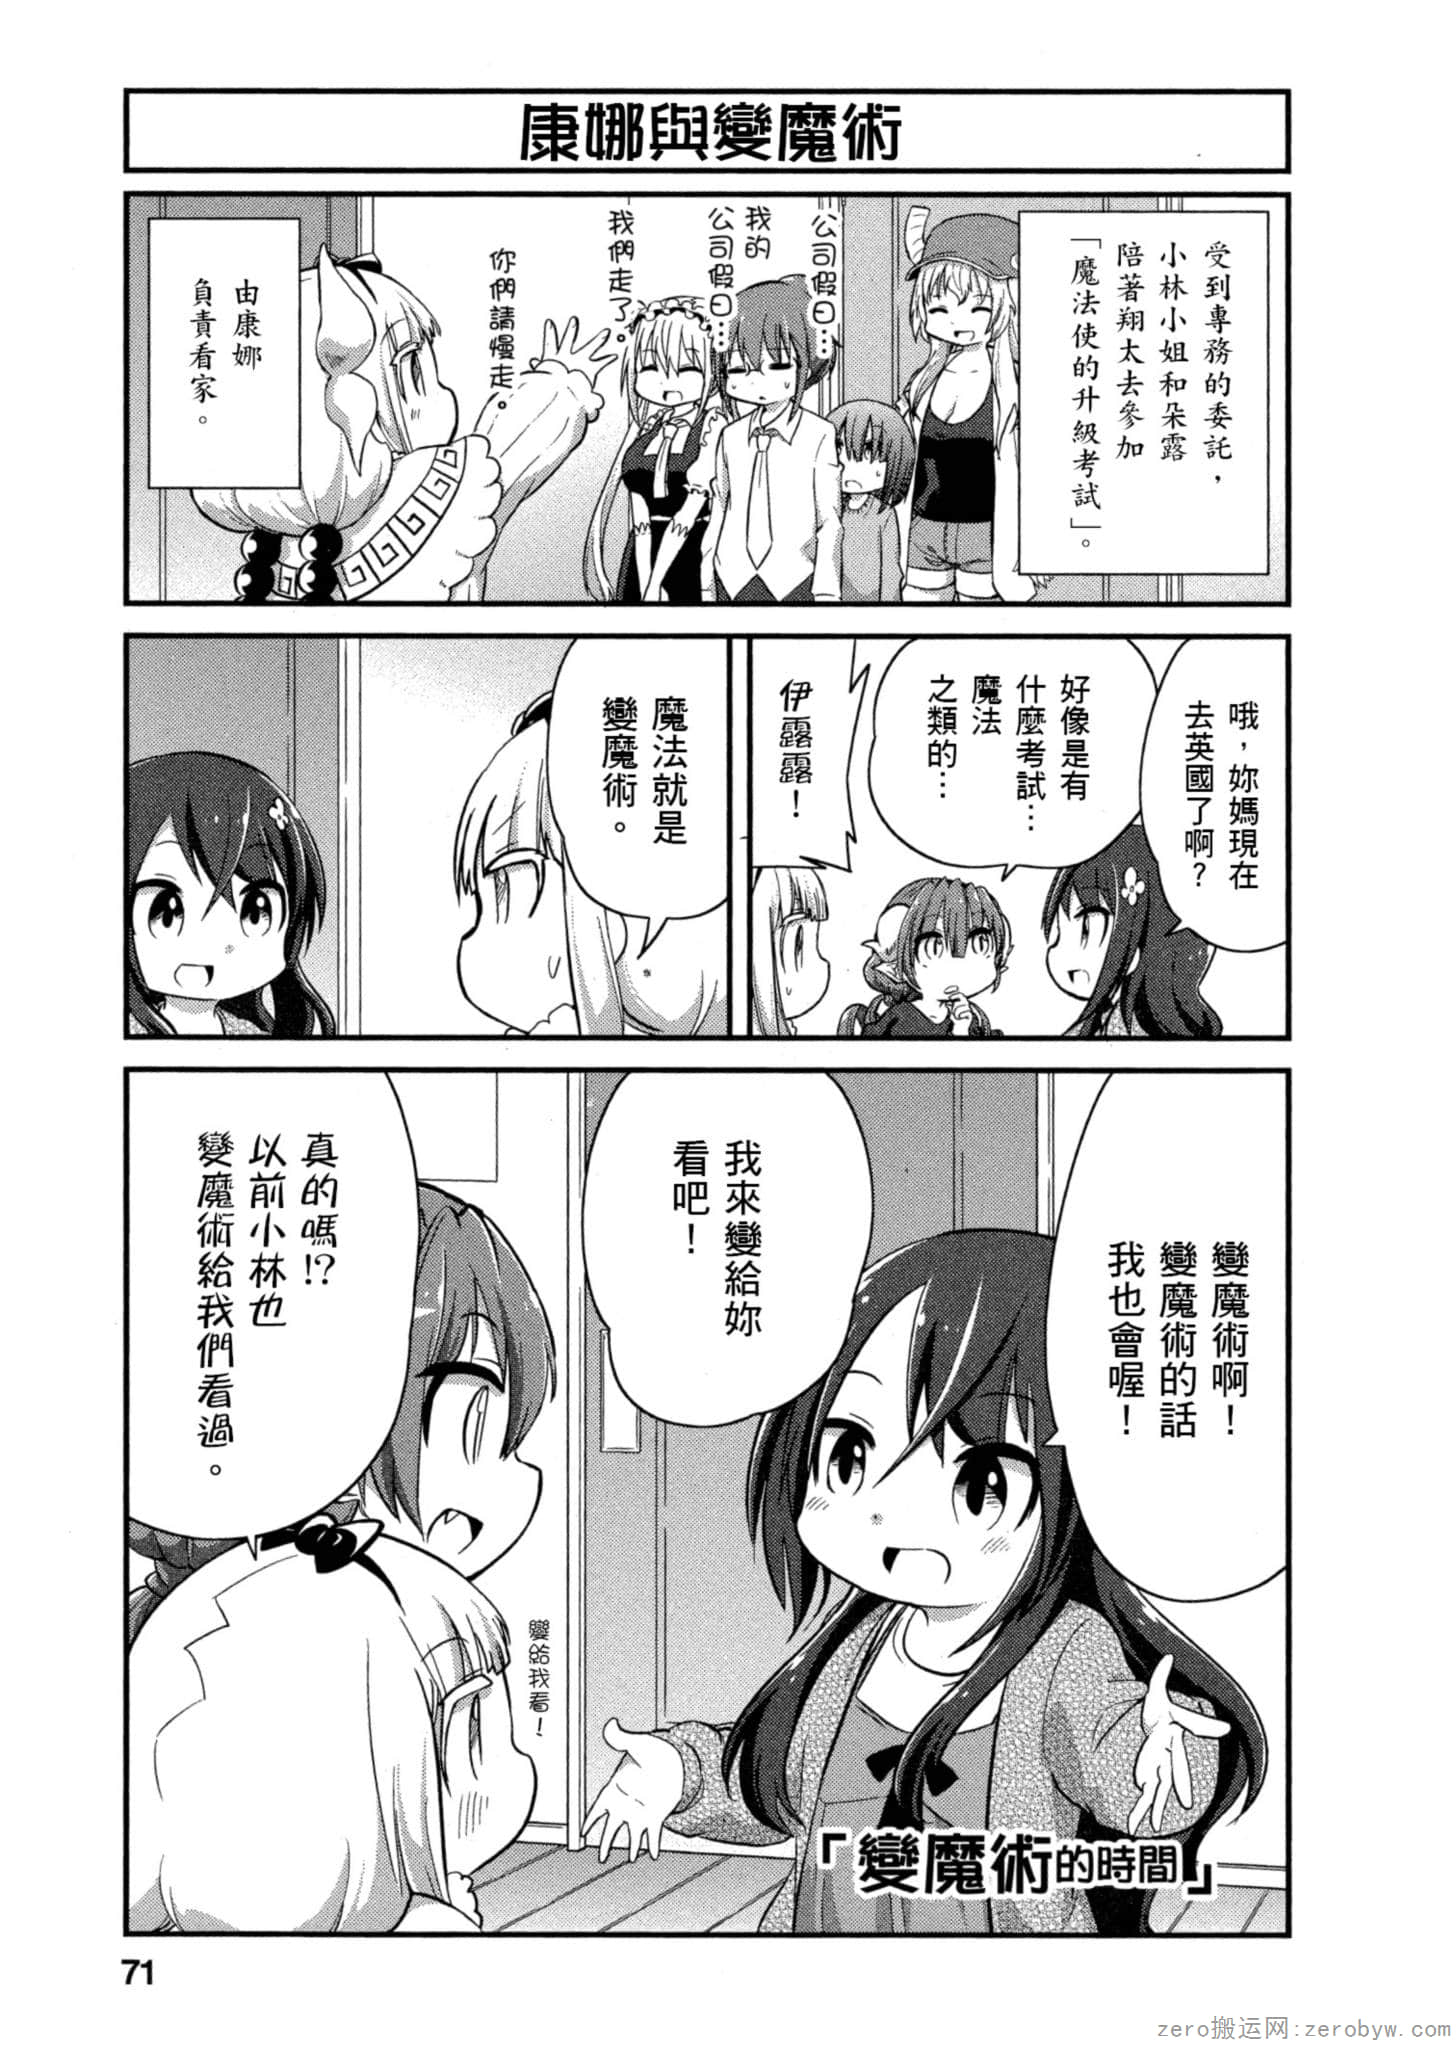 康娜與變魔術
受到專務的委託，
小林小姐和朵露
陪著翔太去參加
「魔法使的升級考試」。
公司假日…
我的
公司假日…
我們走了。
你們請慢走。
由康娜
負責看家。
哦，妳媽現在
去英國了啊？
好像是有
什麼考試…
魔法
之類的…
伊露露！
魔法就是
變魔術。
變魔術啊！
變魔術的話
我也會喔！
我來變給妳
看吧！
真的嗎!?
以前小林也
變魔術給我們看過。
變給我看！
「變魔術的時間」
71
zero搬运网:zerobyw.com